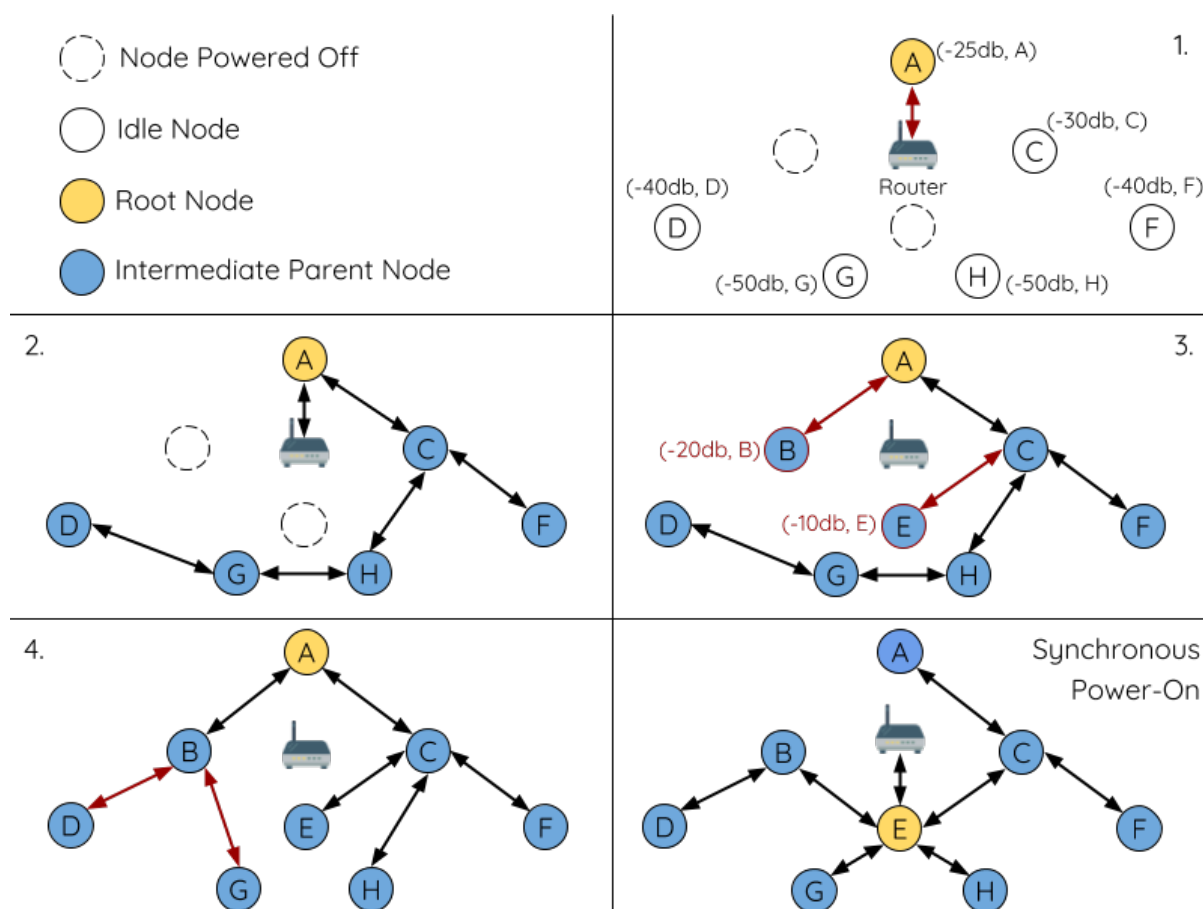 Node Powered Off
Idle Node
Root Node
Intermediate Parent Node
1.
A
(-25db, A)
(-30db, C)
C
Router
(-40db, D)
D
(-40db, F)
F
(-50db, G)
G
H
(-50db, H)
2.
A
C
D
F
G
H
3.
A
(-20db, B)
B
C
(-10db, E)
E
D
F
G
H
4.
A
B
C
D
E
F
G
H
Synchronous
Power-On
A
B
C
D
E
F
G
H